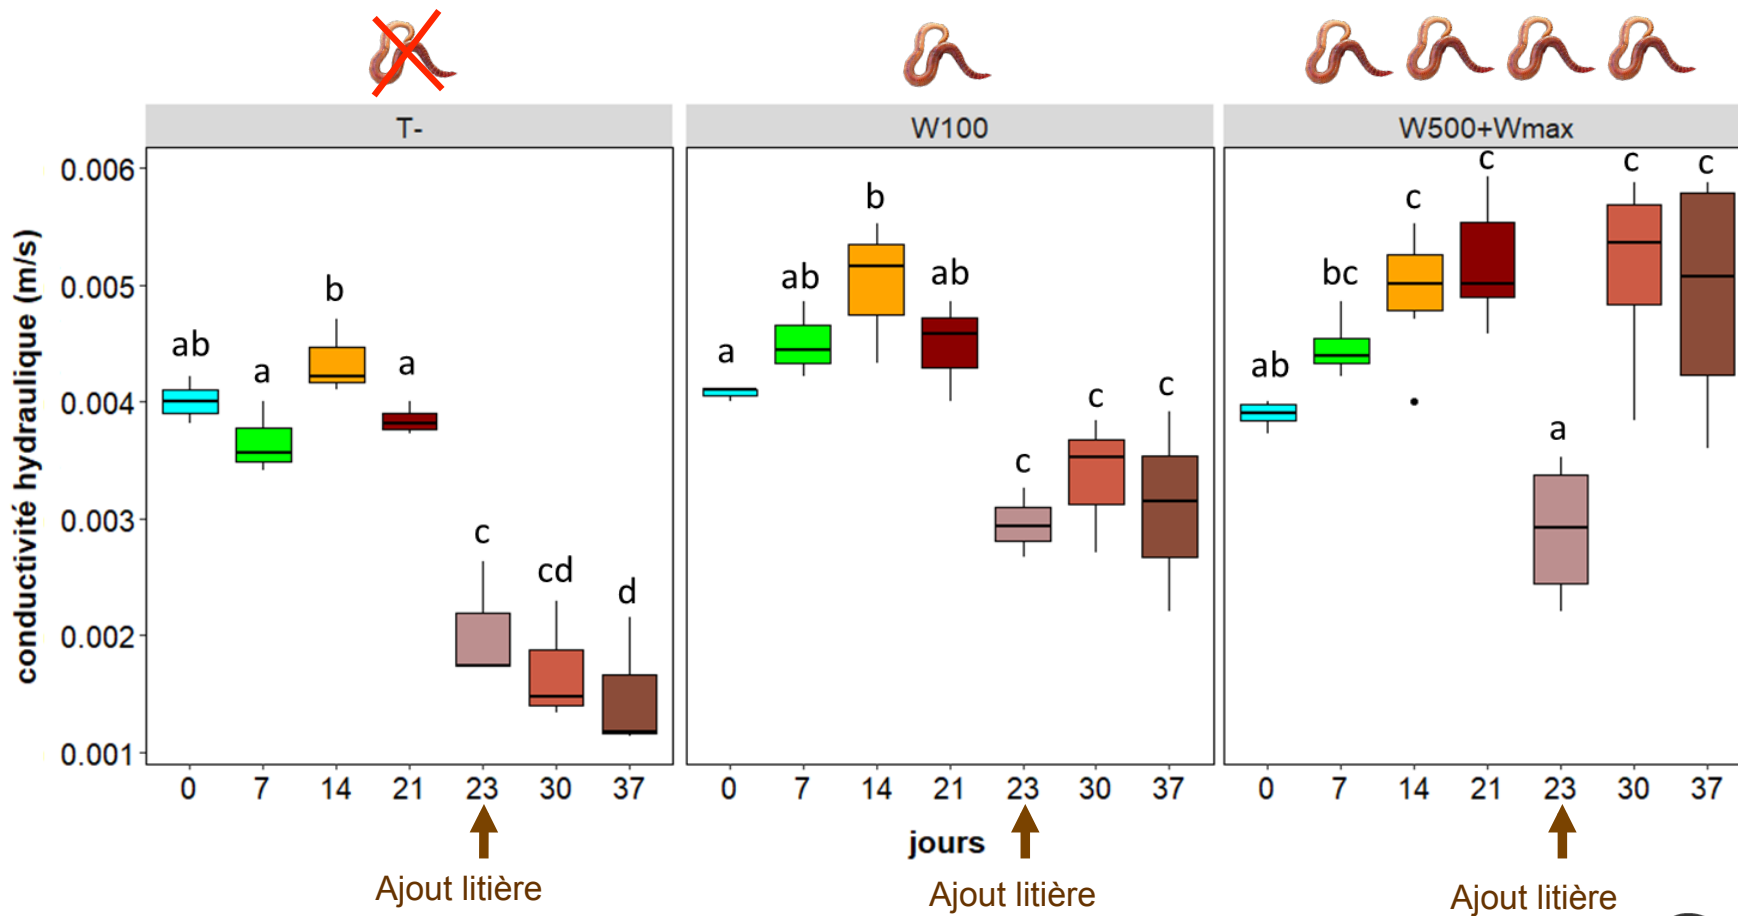 T-
W100
W500+Wmax
conductivité hydraulique (m/s)
0.006
0.005
0.004
0.003
0.002
0.001
ab
a
b
a
c
cd
d
a
ab
b
ab
c
c
c
ab
bc
c
c
a
c
c
0 7 14 21 23 30 37
0 7 14 21 23 30 37
0 7 14 21 23 30 37
jours
Ajout litière
Ajout litière
Ajout litière